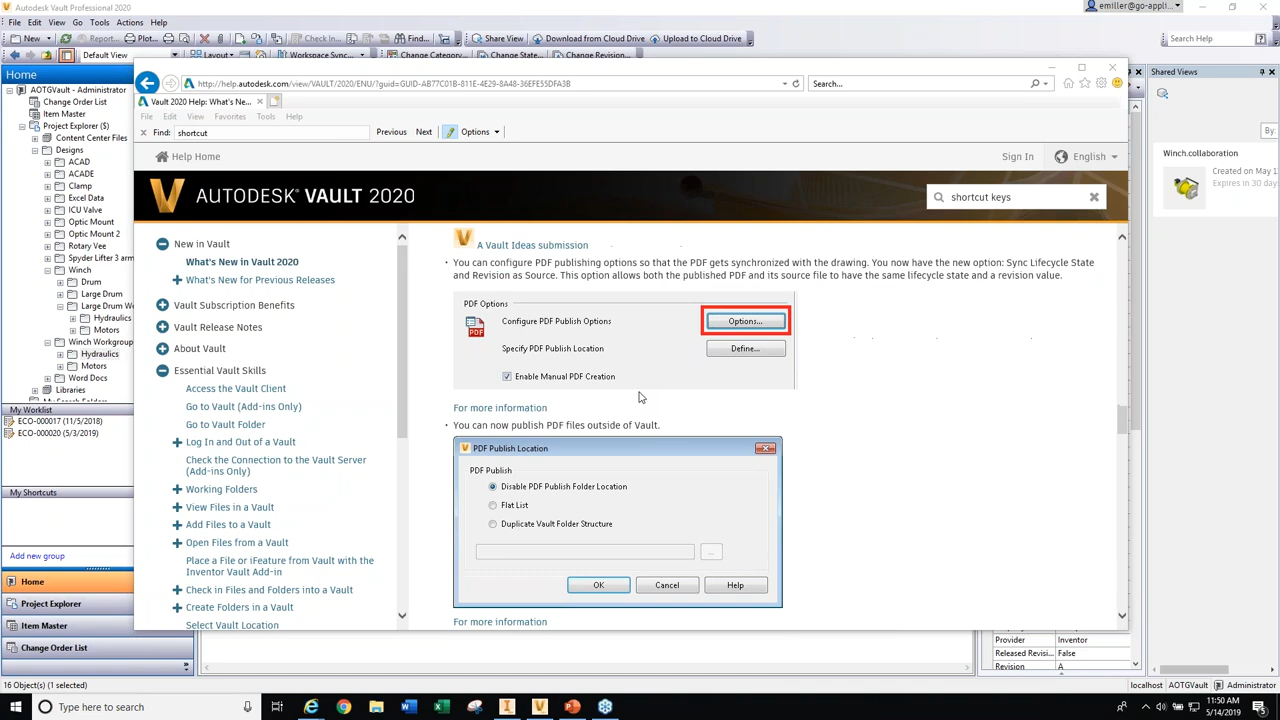 Autodesk Vault Professional 2020
emiller@go-appli...
File Edit View Go Tools Actions Help
New Report... Plot... Check In... Find... Share View Download from Cloud Drive Upload to Cloud Drive
Search Help
Default View Layout Workspace Sync... Change Category... Change State... Change Revision...
Home
AOTGVault - Administrator
Change Order List
Item Master
Project Explorer ($)
Content Center Files
Designs
ACAD
ACADE
Clamp
Excel Data
ICU Valve
Optic Mount
Optic Mount 2
Rotary Vee
Spyder Lifter 3 arm
Winch
Drum
Large Drum
Large Drum Wo
Hydraulics
Motors
Winch Workgroup
Hydraulics
Motors
Word Docs
Libraries
My Search Folders
My Worklist
ECO-000017 (11/5/2018)
ECO-000020 (5/3/2019)
My Shortcuts
Add new group
Home
Project Explorer
Item Master
Change Order List
16 Object(s) (1 selected)
http://help.autodesk.com/view/VAULT/2020/ENU/?guid=GUID-AB77C01B-811E-4E29-8A48-36EFE55DFA3B
Search...
Vault 2020 Help: What's Ne...
File Edit View Favorites Tools Help
Find: shortcut Previous Next Options
Help Home
Sign In English
AUTODESK® VAULT 2020
shortcut keys
New in Vault
What's New in Vault 2020
What's New for Previous Releases
Vault Subscription Benefits
Vault Release Notes
About Vault
Essential Vault Skills
Access the Vault Client
Go to Vault (Add-ins Only)
Go to Vault Folder
Log In and Out of a Vault
Check the Connection to the Vault Server
(Add-ins Only)
Working Folders
View Files in a Vault
Add Files to a Vault
Open Files from a Vault
Place a File or iFeature from Vault with the
Inventor Vault Add-in
Check in Files and Folders into a Vault
Create Folders in a Vault
Select Vault Location
A Vault Ideas submission
You can configure PDF publishing options so that the PDF gets synchronized with the drawing. You now have the new option: Sync Lifecycle State
and Revision as Source. This option allows both the published PDF and its source file to have the same lifecycle state and a revision value.
PDF Options
Configure PDF Publish Options Options...
PDF
Specify PDF Publish Location Define...
Enable Manual PDF Creation
For more information
You can now publish PDF files outside of Vault.
PDF Publish Location
PDF Publish
Disable PDF Publish Folder Location
Flat List
Duplicate Vault Folder Structure
...
OK Cancel Help
For more information
Shared Views
By:
Winch.collaboration
Created on May 1
Expires in 30 day
Provider Inventor
Released Revisi... False
Revision A
localhost AOTGVault Administrator
Type here to search
11:50 AM
5/14/2019